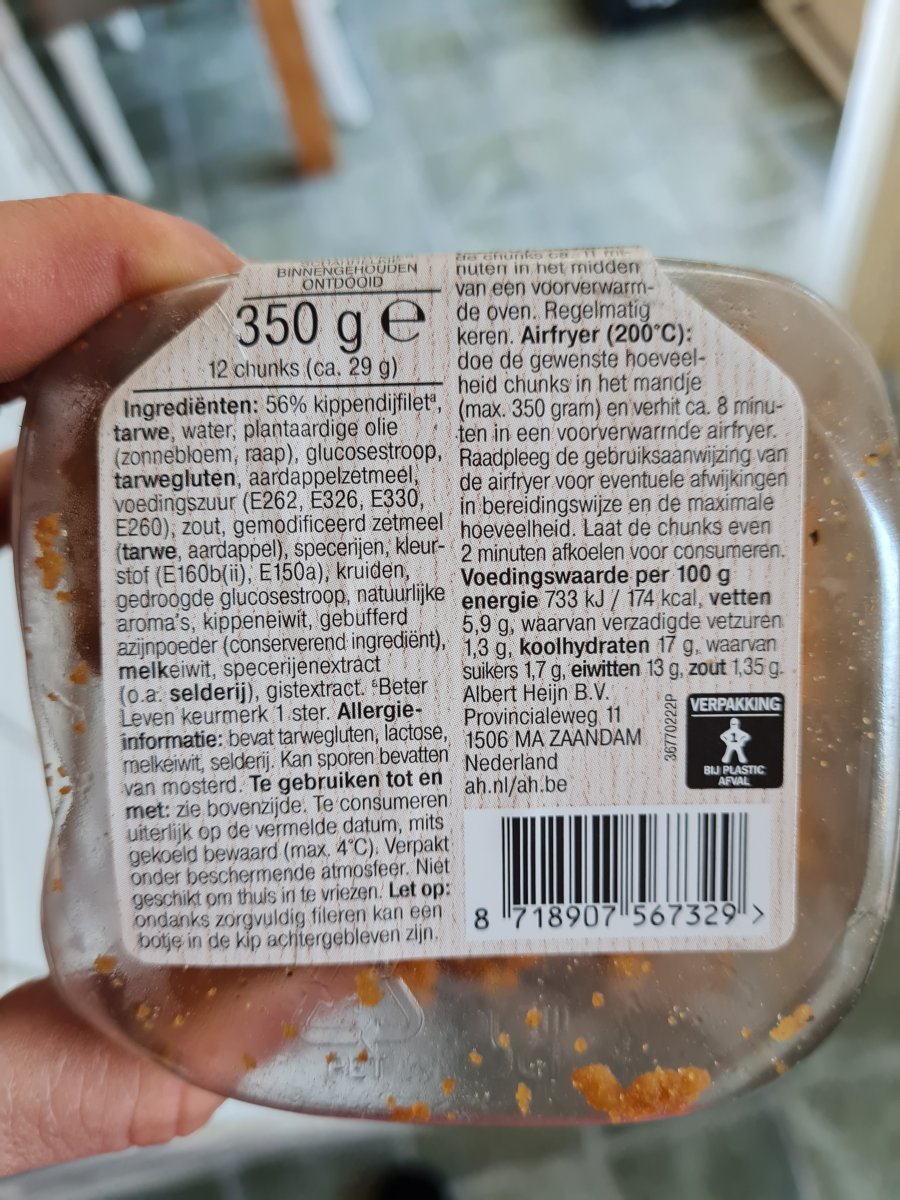 BINNENGEHOUDEN
ONTDOOID
350 g e
12 chunks (ca. 29 g)
Ingrediënten: 56% kippendijfilet⁴,
tarwe, water, plantaardige olie
(zonnebloem, raap), glucosestroop,
tarwegluten, aardappelzetmeel,
voedingszuur (E262, E326, E330,
E260), zout, gemodificeerd zetmeel
(tarwe, aardappel), specerijen, kleur-
stof (E160b(ii), E150a), kruiden,
gedroogde glucosestroop, natuurlijke
aroma's, kippeneiwit, gebufferd
azijnpoeder (conserverend ingrediënt),
melkeiwit, specerijenextract
(o.a. selderij), gistextract. ⁴Beter
Leven keurmerk 1 ster. Allergie-
informatie: bevat tarwegluten, lactose,
melkeiwit, selderij. Kan sporen bevatten
van mosterd. Te gebruiken tot en
met: zie bovenzijde. Te consumeren
uiterlijk op de vermelde datum, mits
gekoeld bewaard (max. 4°C). Verpakt
onder beschermende atmosfeer. Niet
geschikt om thuis in te vriezen. Let op:
ondanks zorgvuldig fileren kan een
botje in de kip achtergebleven zijn.
de chunks ca. 11 mi-
nuten in het midden
van een voorverwarm-
de oven. Regelmatig
keren. Airfryer (200°C):
doe de gewenste hoeveel-
heid chunks in het mandje
(max. 350 gram) en verhit ca. 8 minu-
ten in een voorverwarmde airfryer.
Raadpleeg de gebruiksaanwijzing van
de airfryer voor eventuele afwijkingen
in bereidingswijze en de maximale
hoeveelheid. Laat de chunks even
2 minuten afkoelen voor consumeren.
Voedingswaarde per 100 g
energie 733 kJ / 174 kcal, vetten
5,9 g, waarvan verzadigde vetzuren
1,3 g, koolhydraten 17 g, waarvan
suikers 1,7 g, eiwitten 13 g, zout 1,35 g.
Albert Heijn B.V.
Provincialeweg 11
1506 MA ZAANDAM
Nederland
ah.nl/ah.be
36770222P
VERPAKKING
1
BIJ PLASTIC
AFVAL
8 718907 567329 >
PET